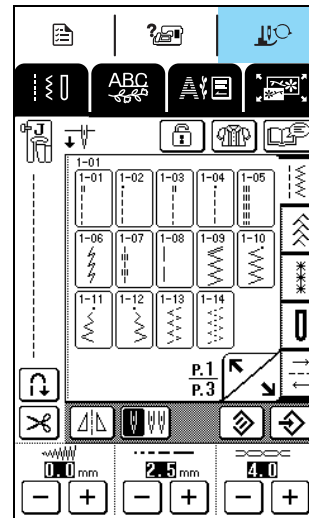 ?
ABC
A
J
1-01
1-01 1-02 1-03 1-04 1-05
1-06 1-07 1-08 1-09 1-10
1-11 1-12 1-13 1-14
P.1
P.3
0.0 mm 2.5 mm 4.0
− + − + − +